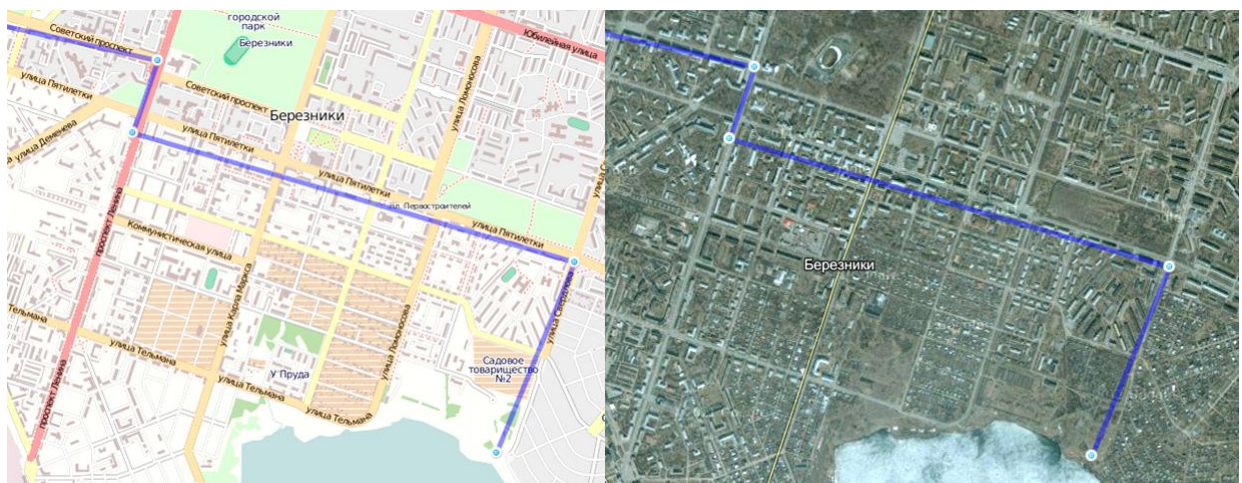 городской
парк
Березники
Юбилейная улица
Советский проспект
улица Пятилетки
Советский проспект
Березники
улица Ломоносова
улица Деменева
улица Пятилетки
улица Пятилетки
пл. Первостроителей
улица Пятилетки
проспект Ленина
Коммунистическая улица
улица Карла Маркса
улица Свердлова
улица Ломоносова
Тельмана
улица Тельмана
У Пруда
Садовое
товарищество
№2
улица Тельмана
улица Тельмана
проспект Ленина
Березники